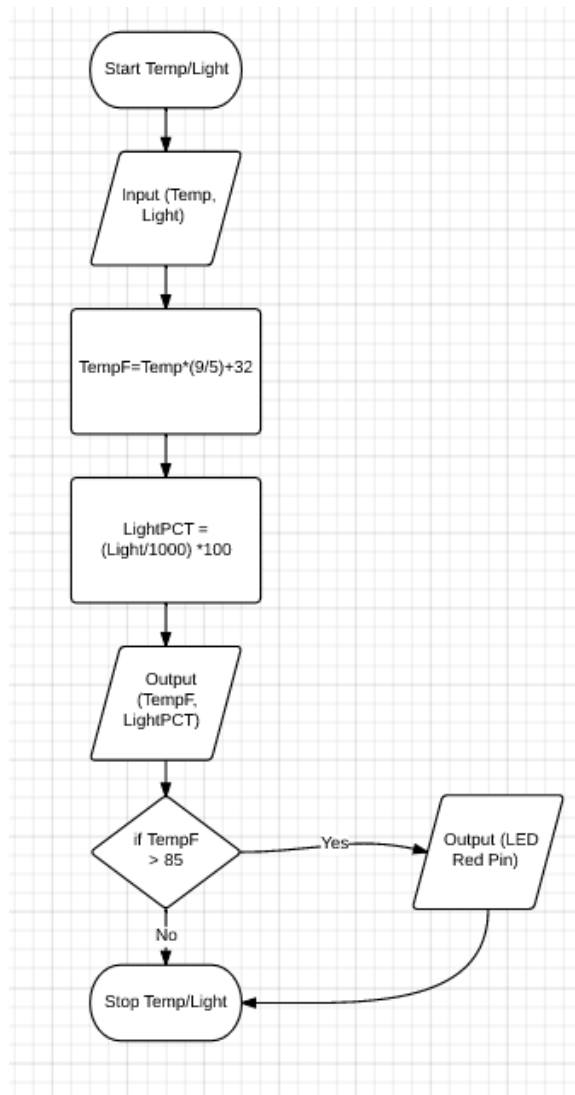 Start Temp/Light
Input (Temp,
Light)
TempF=Temp*(9/5)+32
LightPCT =
(Light/1000) *100
Output
(TempF,
LightPCT)
if TempF
> 85
Yes
Output (LED
Red Pin)
No
Stop Temp/Light